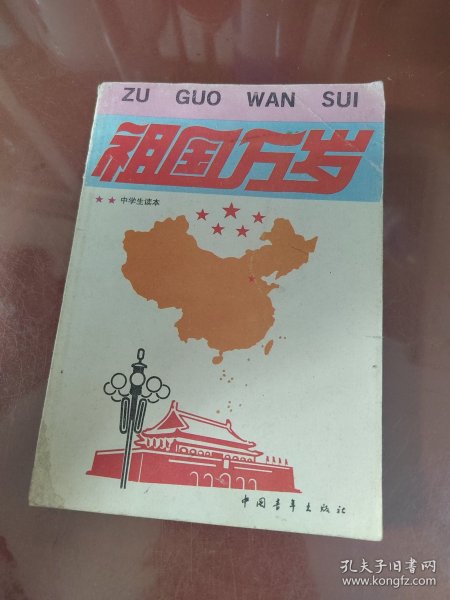 ZU GUO WAN SUI
祖国万岁
★★ 中学生读本
中国青年出版社
孔夫子旧书网
www.kongfz.com